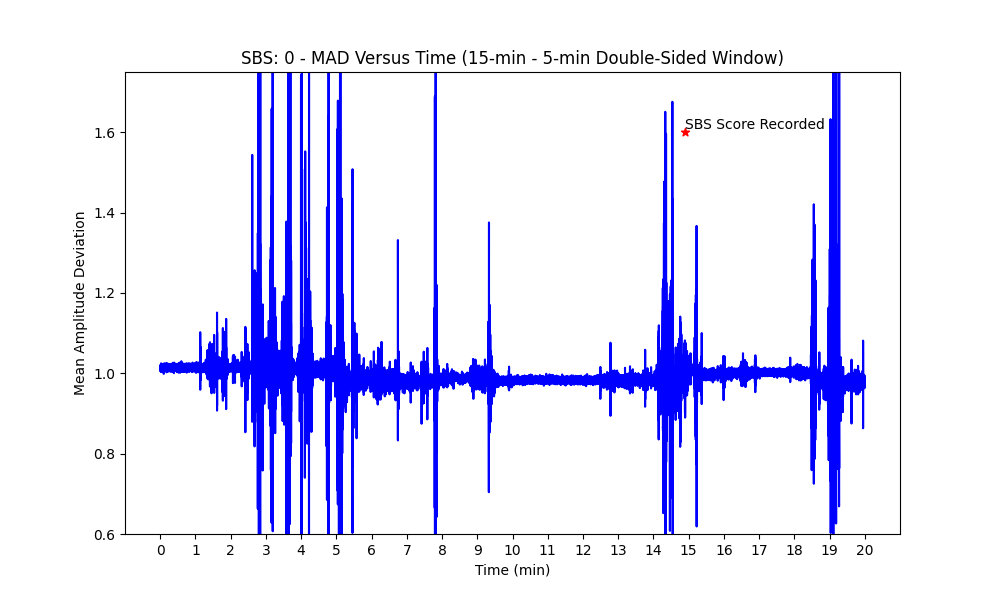 SBS: 0 - MAD Versus Time (15-min - 5-min Double-Sided Window)
SBS Score Recorded
Mean Amplitude Deviation
1.6
1.4
1.2
1.0
0.8
0.6
0 1 2 3 4 5 6 7 8 9 10 11 12 13 14 15 16 17 18 19 20
Time (min)